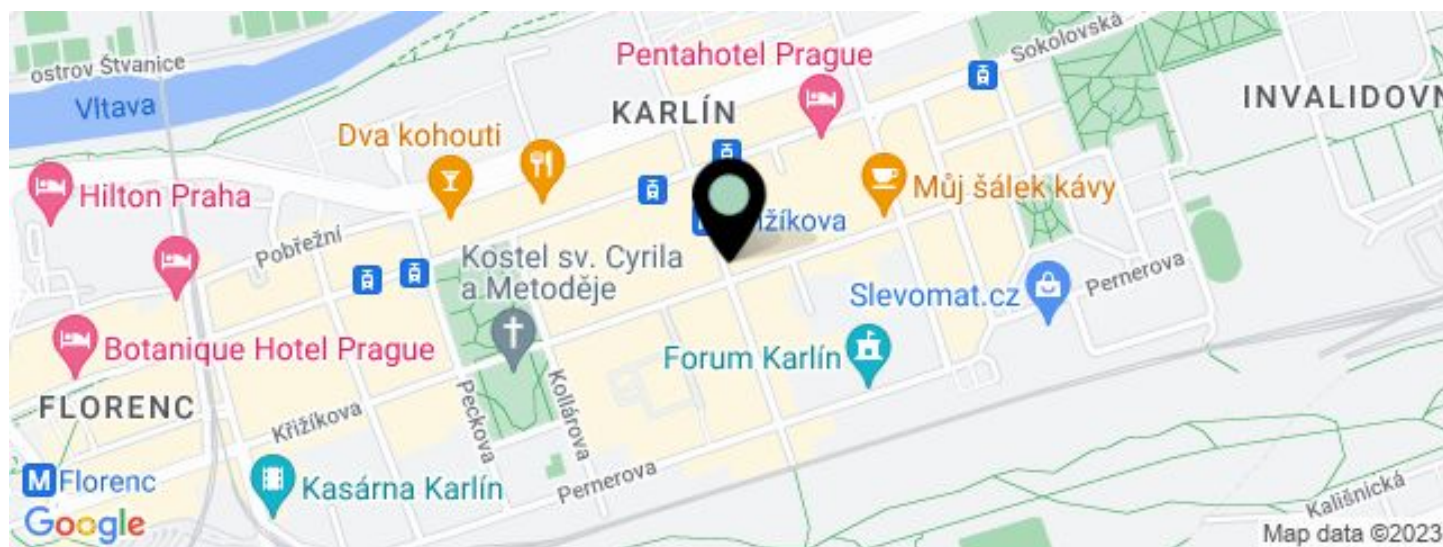 ostrov Štvanice
Vltava
Pentahotel Prague
Sokolovská
KARLÍN
INVALIDOVN
Dva kohouti
Hilton Praha
Můj šálek kávy
žíkova
Pobřežní
Kostel sv. Cyrila
a Metoděje
Slevomat.cz
Pernerova
Botanique Hotel Prague
Forum Karlín
FLORENC
Křižíkova
Peckova
Kollárova
M
Florenc
Kasárna Karlín
Pernerova
Kališnická
Google
Map data ©2023